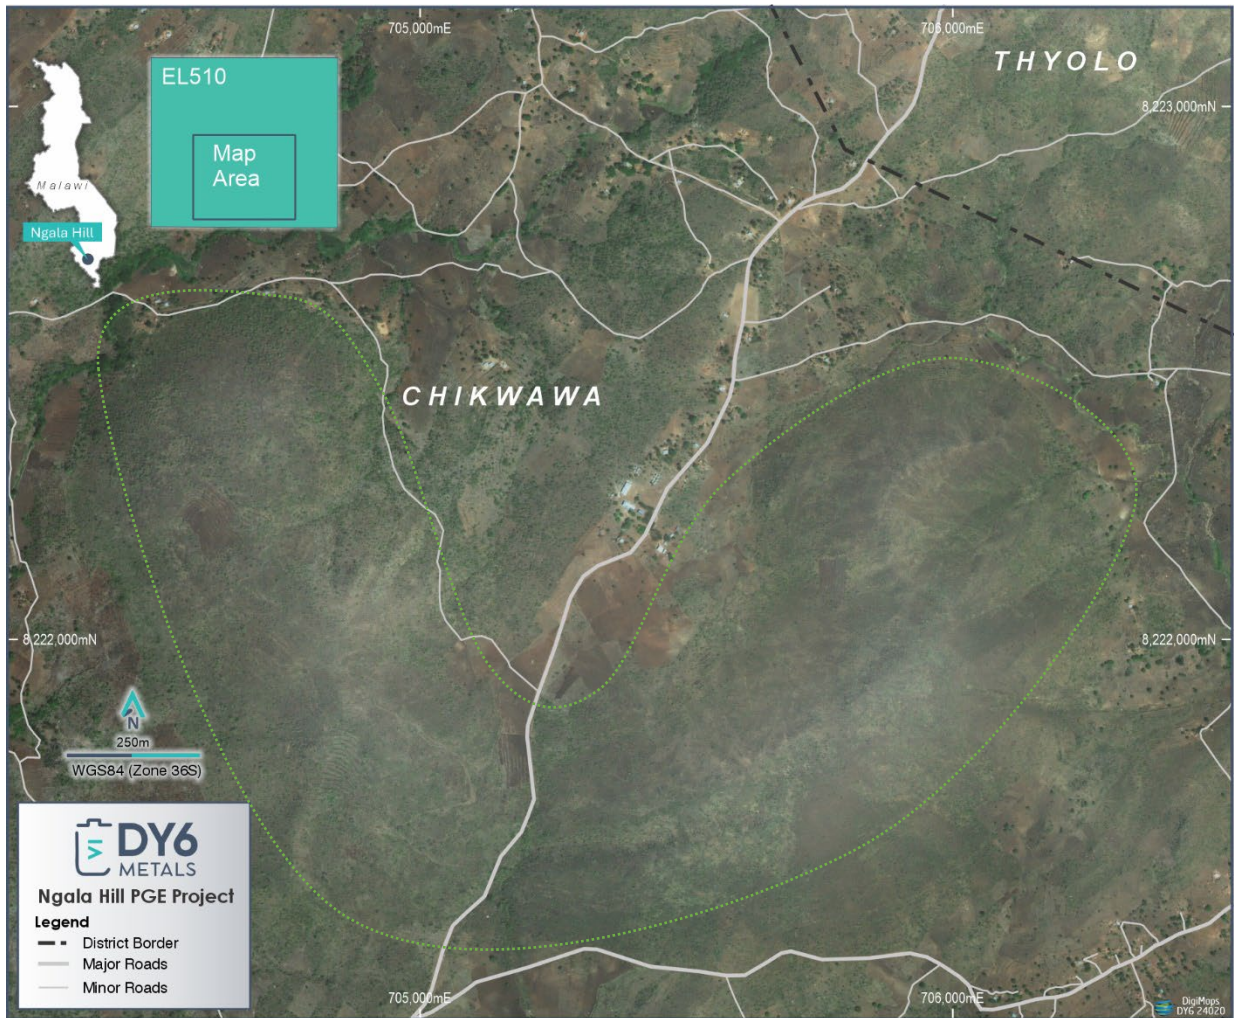 705,000mE
706,000mE
THYOLO
EL510
8,223,000mN
Map
Area
Malawi
Ngala Hill
CHIKWAWA
8,222,000mN
8,222,000mN
N
250m
WGS84 (Zone 36S)
DY6
METALS
Ngala Hill PGE Project
Legend
District Border
Major Roads
Minor Roads
705,000mE
706,000mE
DigiMaps
DY6 24020